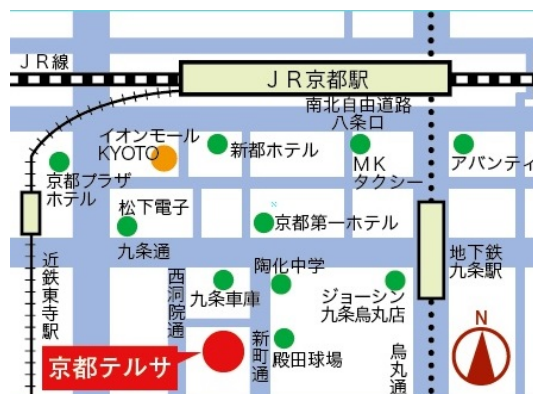 JR線
JR京都駅
南北自由道路
八条口
イオンモール
KYOTO
新都ホテル
MK
タクシー
アバンティ
京都プラザ
ホテル
松下電子
京都第一ホテル
九条通
地下鉄
九条駅
近鉄東寺駅
西洞院通
九条車庫
陶化中学
ジョーシン
九条烏丸店
新町通
殿田球場
烏丸通
京都テルサ
N